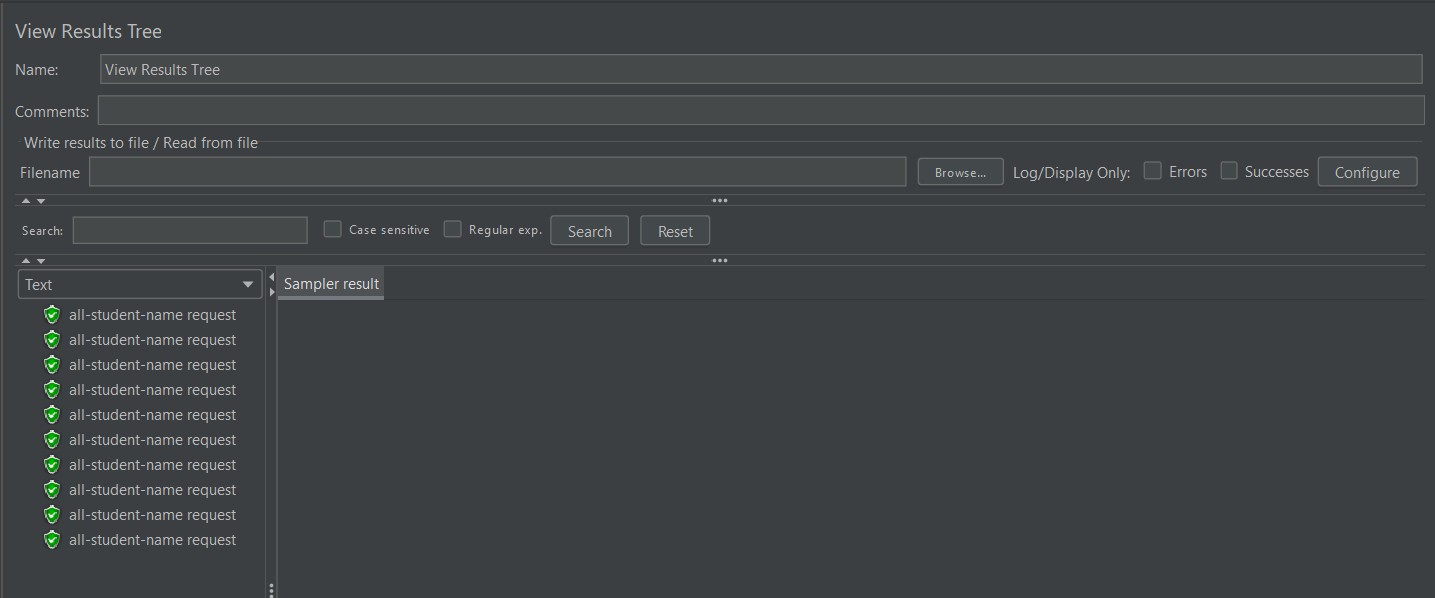 View Results Tree
Name: View Results Tree
Comments:
Write results to file / Read from file
Filename Browse... Log/Display Only: Errors Successes Configure
Search: Case sensitive Regular exp. Search Reset
Text Sampler result
all-student-name request
all-student-name request
all-student-name request
all-student-name request
all-student-name request
all-student-name request
all-student-name request
all-student-name request
all-student-name request
all-student-name request